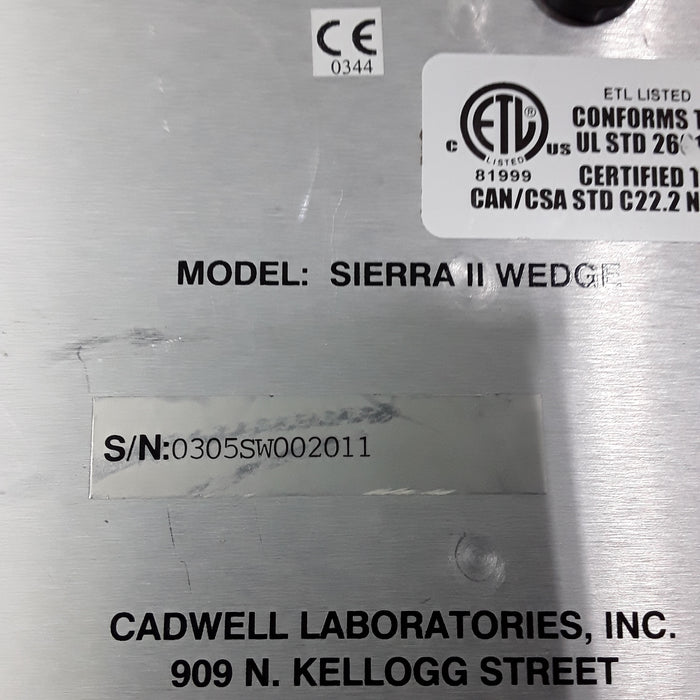 CE
0344
ETL LISTED
CONFORMS
UL STD
C ETL ® US
LISTED
81999
CERTIFIED
CAN/CSA STD C22.2 N
MODEL: SIERRA II WEDGE
S/N:0305SW002011
CADWELL LABORATORIES, INC.
909 N. KELLOGG STREET